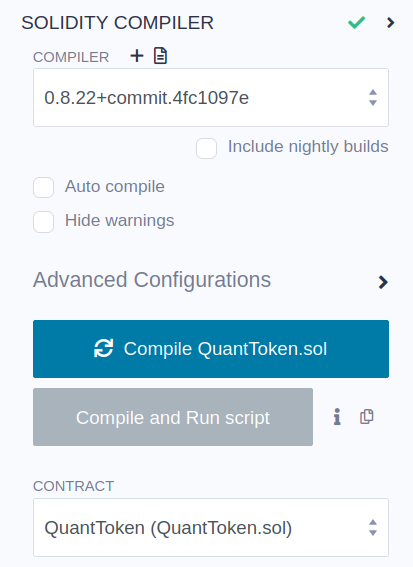 SOLIDITY COMPILER
COMPILER
0.8.22+commit.4fc1097e
Include nightly builds
Auto compile
Hide warnings
Advanced Configurations
Compile QuantToken.sol
Compile and Run script
CONTRACT
QuantToken (QuantToken.sol)